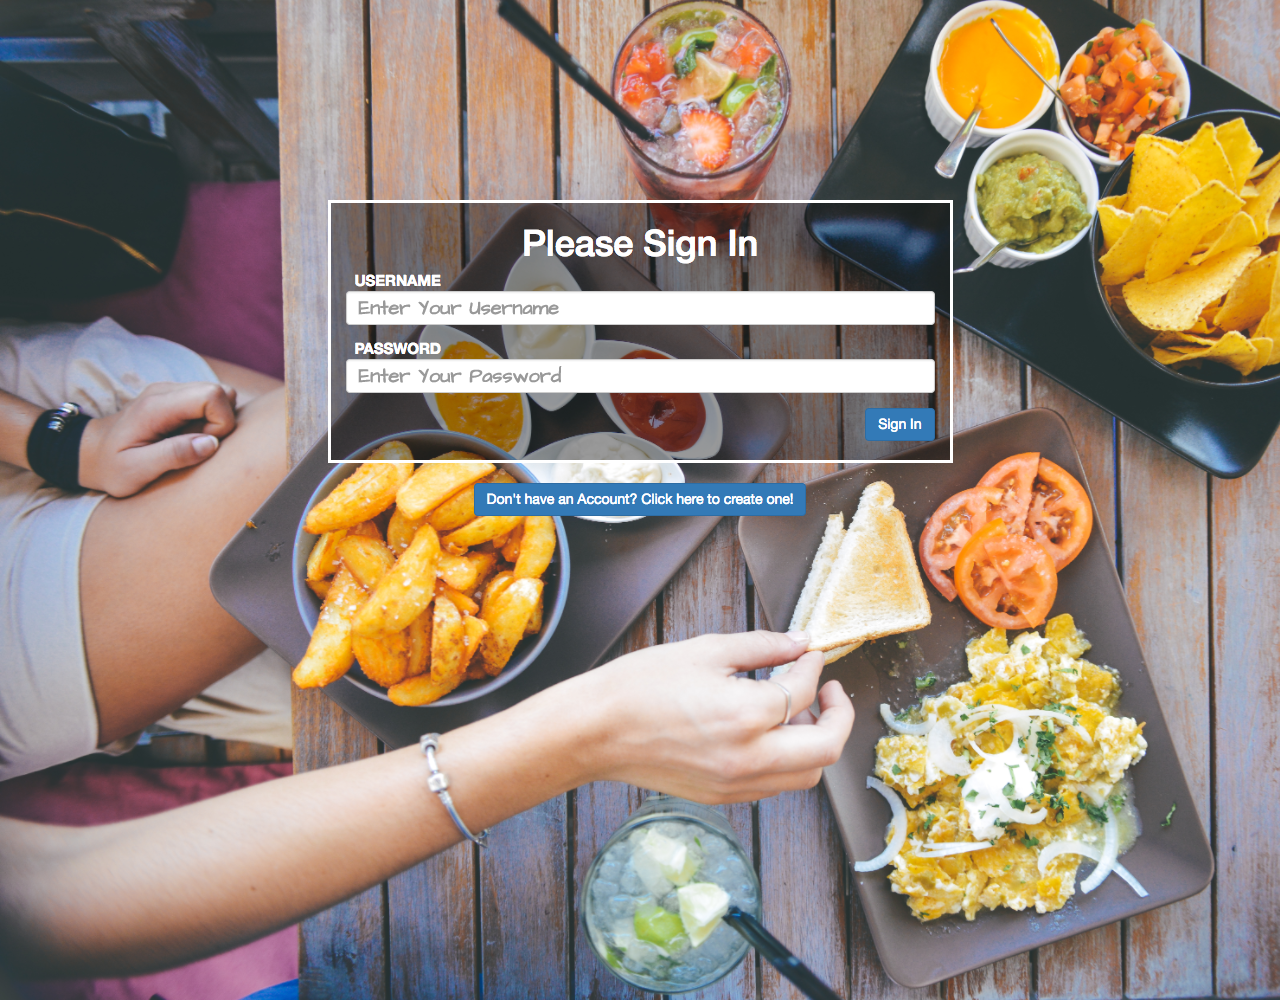 Please Sign In
USERNAME
Enter Your Username
PASSWORD
Enter Your Password
Sign In
Don't have an Account? Click here to create one!